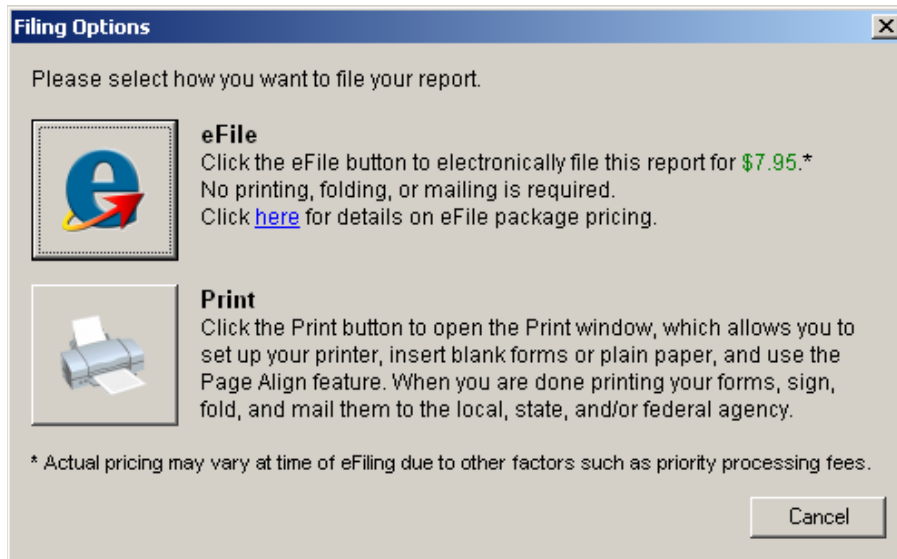 Filing Options
Please select how you want to file your report.
eFile
Click the eFile button to electronically file this report for $7.95.*
No printing, folding, or mailing is required.
Click here for details on eFile package pricing.
Print
Click the Print button to open the Print window, which allows you to
set up your printer, insert blank forms or plain paper, and use the
Page Align feature. When you are done printing your forms, sign,
fold, and mail them to the local, state, and/or federal agency.
* Actual pricing may vary at time of eFiling due to other factors such as priority processing fees.
Cancel